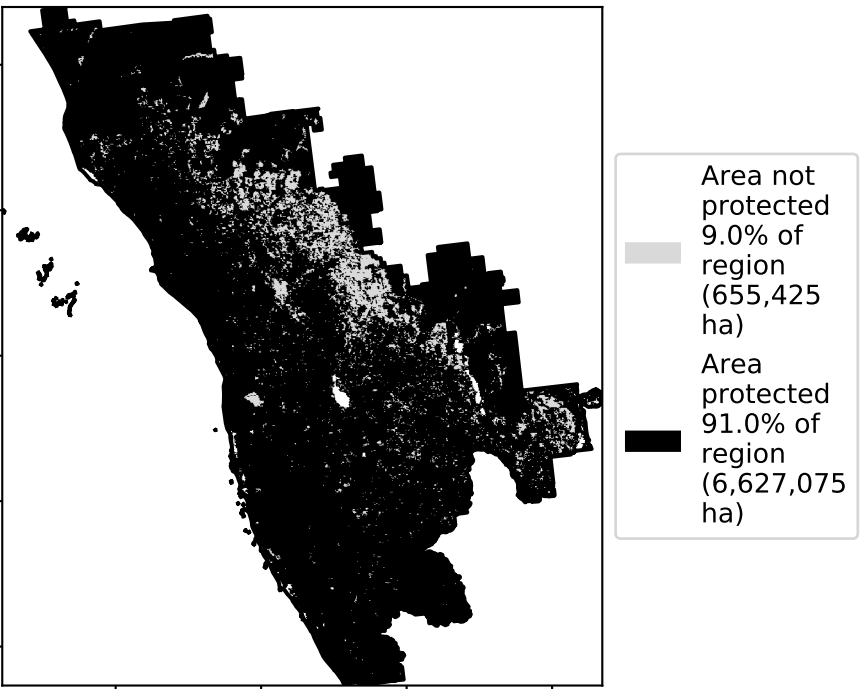 Area not
protected
9.0% of
region
(655,425
ha)
Area
protected
91.0% of
region
(6,627,075
ha)